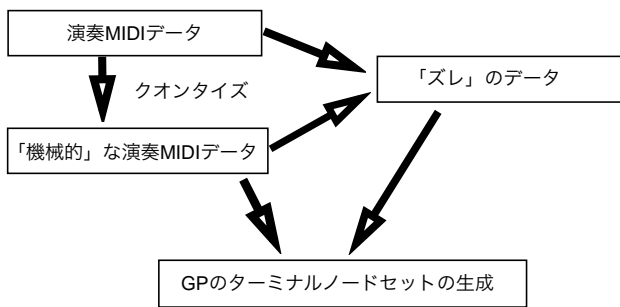 演奏MIDIデータ
クオンタイズ
「ズレ」のデータ
「機械的」な演奏MIDIデータ
GPのターミナルノードセットの生成